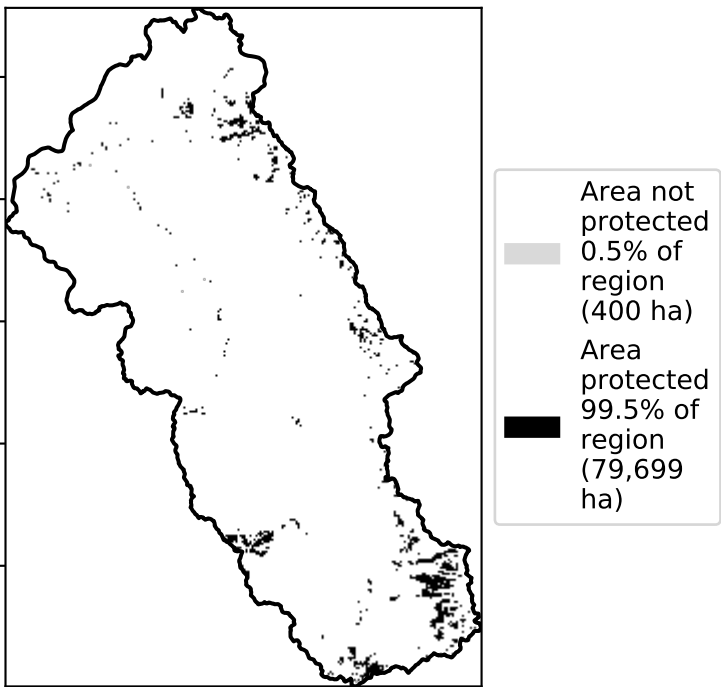 Area not
protected
0.5% of
region
(400 ha)
Area
protected
99.5% of
region
(79,699
ha)